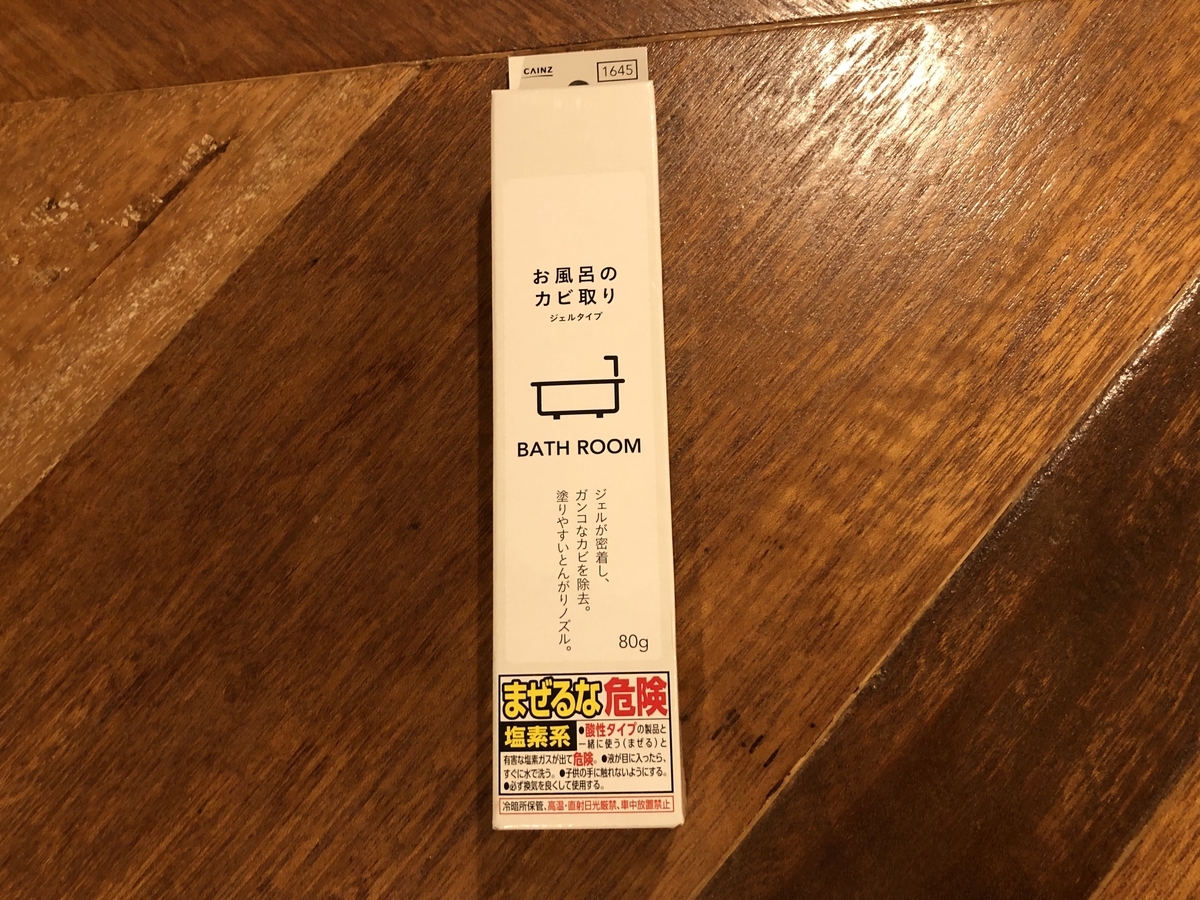 CAINZ
1645
お風呂の
カビ取り
ジェルタイプ
BATH ROOM
ジェルが密着し、
ガンコなカビを除去。
塗りやすいとんがりノズル。
80g
まぜるな危険
塩素系
●酸性タイプの製品と
一緒に使う(まぜる)と
有害な塩素ガスが出て危険。●液が目に入ったら、
すぐに水で洗う。●子供の手に触れないようにする。
●必ず換気を良くして使用する。
冷暗所保管、高温・直射日光厳禁、車中放置禁止